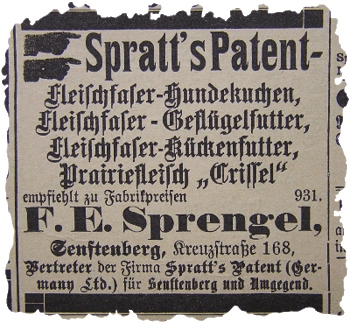 Spratt's Patent-
Fleischfaser-Hundekuchen,
Fleischfaser-Geflügelfutter,
Fleischfaser-Kückenfutter,
Prairiefleisch „Crissel“
empfiehlt zu Fabrikpreisen 931.
F. E. Sprengel,
Senftenberg, Kreuzstraße 168,
Vertreter der Firma Spratt's Patent (Ger-
many Ltd.) für Senftenberg und Umgegend.